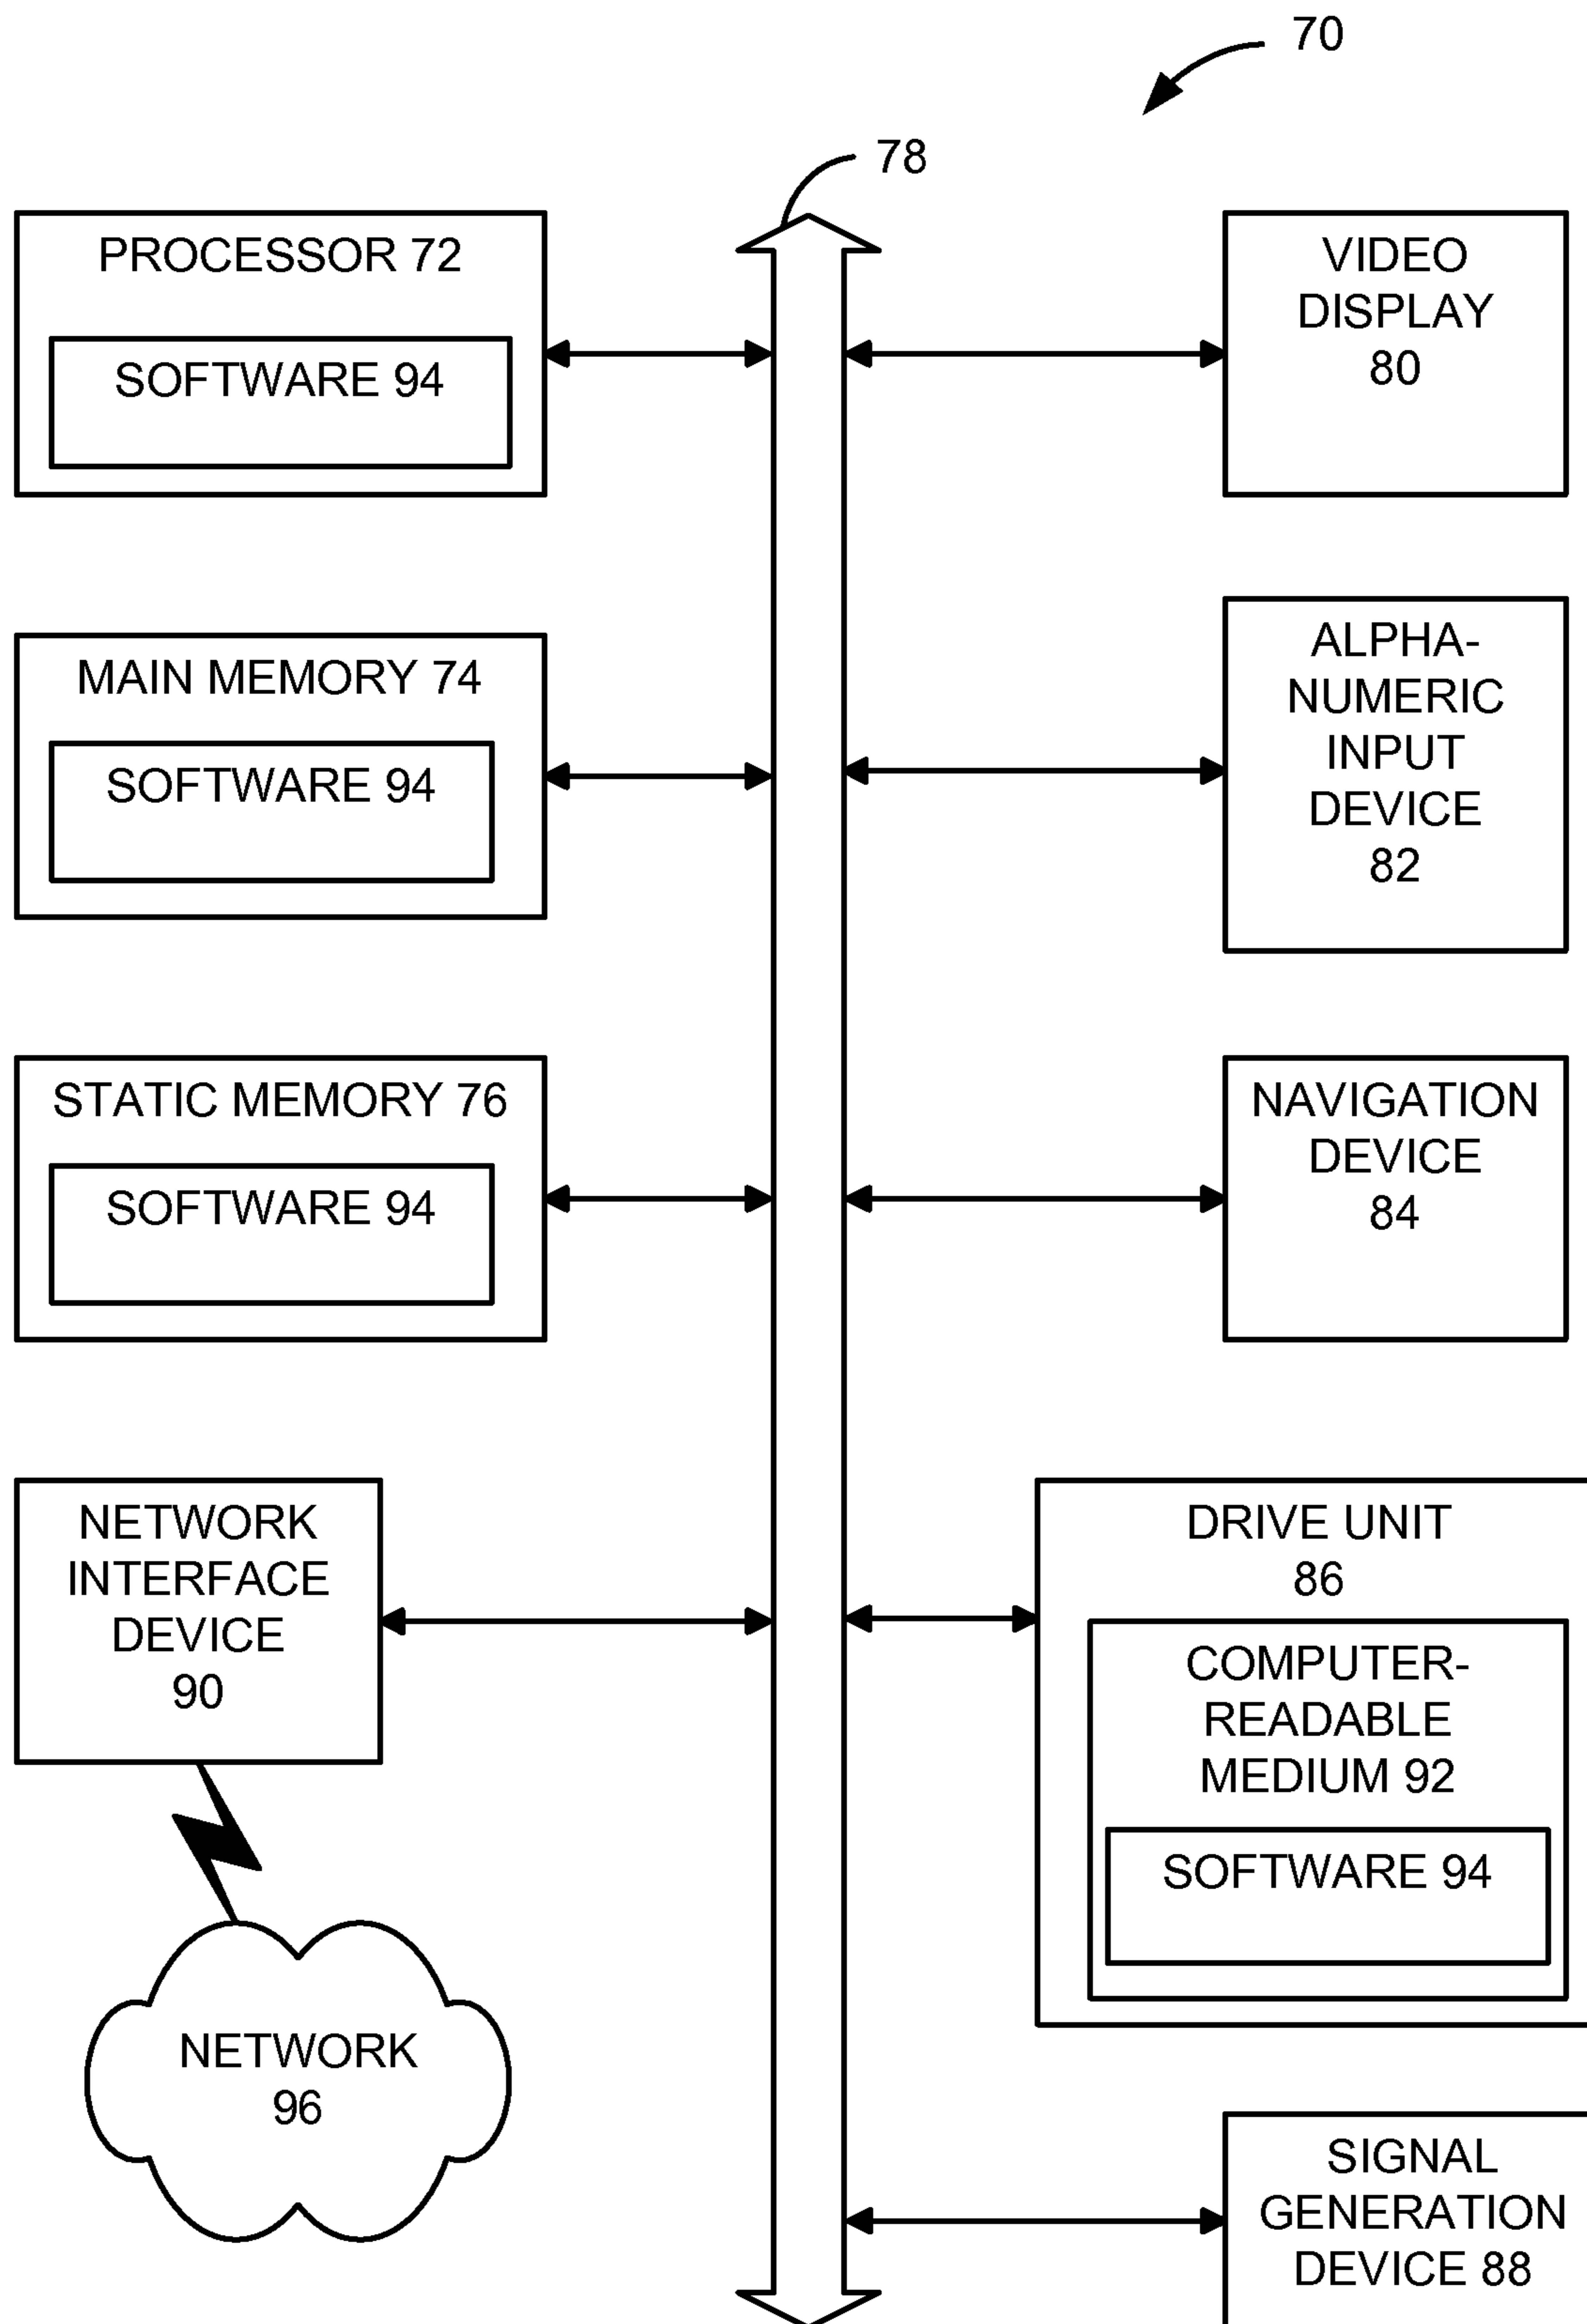 70
78
PROCESSOR 72
SOFTWARE 94
VIDEO
DISPLAY
80
MAIN MEMORY 74
SOFTWARE 94
ALPHA-
NUMERIC
INPUT
DEVICE
82
STATIC MEMORY 76
SOFTWARE 94
NAVIGATION
DEVICE
84
NETWORK
INTERFACE
DEVICE
90
DRIVE UNIT
86
COMPUTER-
READABLE
MEDIUM 92
SOFTWARE 94
NETWORK
96
SIGNAL
GENERATION
DEVICE 88